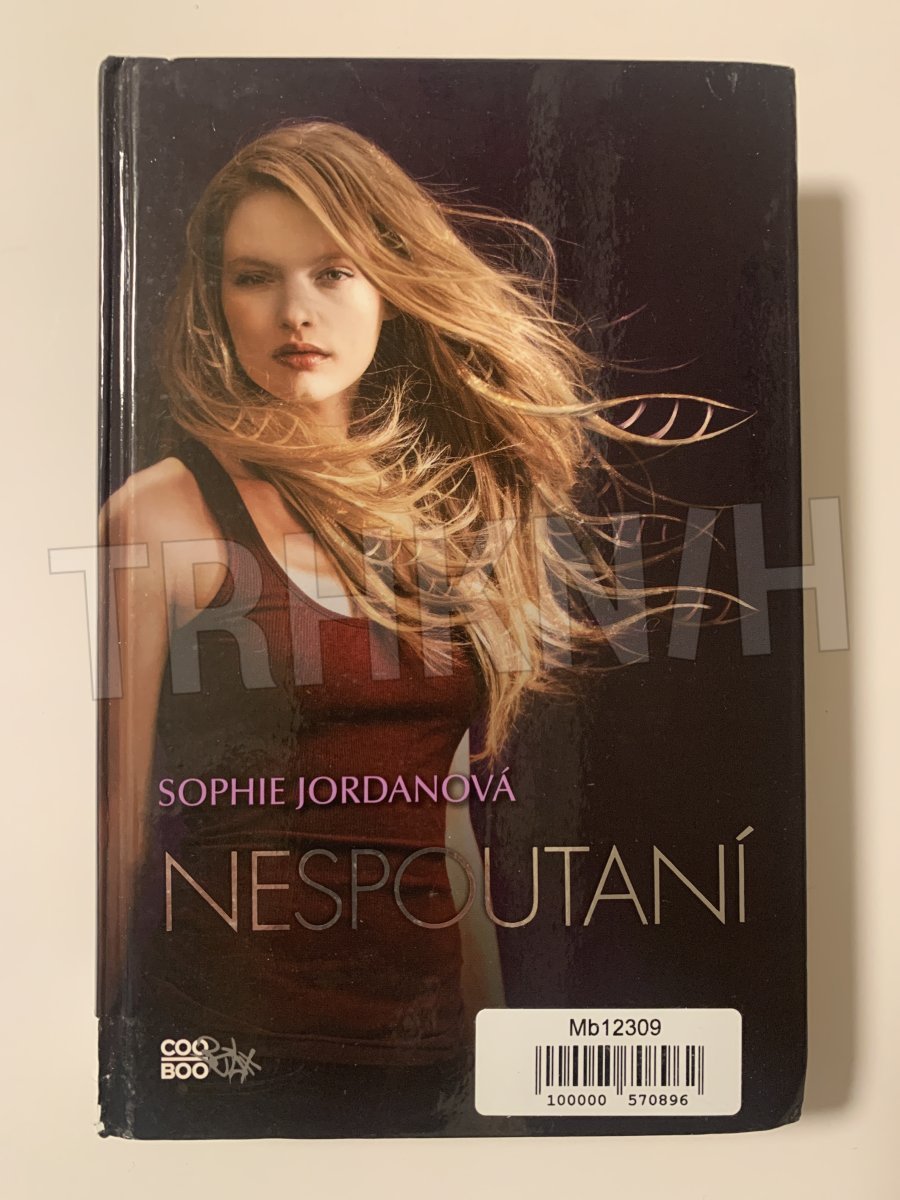 TRHKNIH
SOPHIE JORDANOVÁ
NESPOUTANÍ
COO
BOO
Mb12309
100000 570896